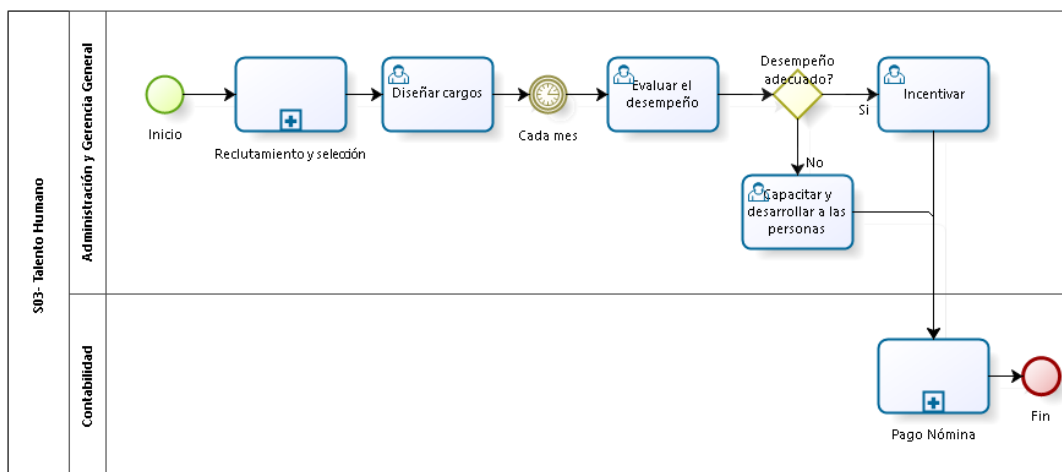 S03- Talento Humano
Administración y Gerencia General
Inicio
Reclutamiento y selección
Diseñar cargos
Cada mes
Evaluar el
desempeño
Desempeño
adecuado?
Si
Incentivar
No
Capacitar y
desarrollar a las
personas
Contabilidad
Pago Nómina
Fin